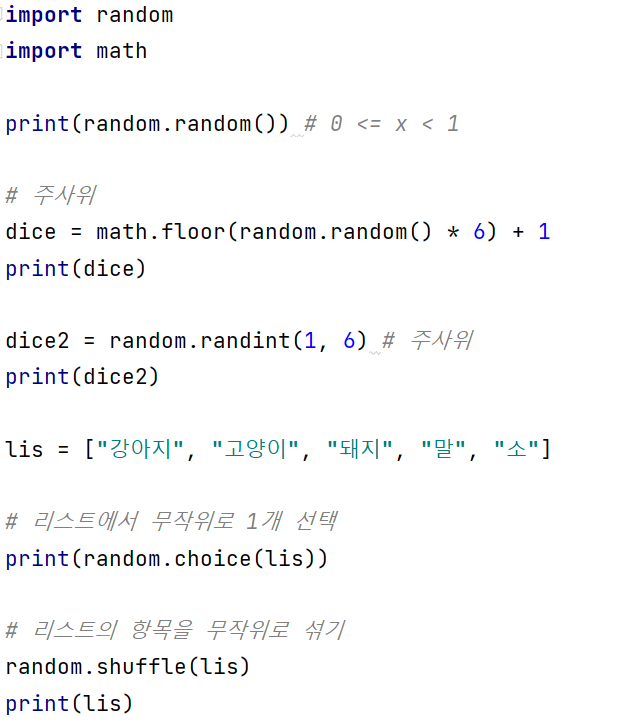 import random
import math
print(random.random()) # 0 <= x < 1
# 주사위
dice = math.floor(random.random() * 6) + 1
print(dice)
dice2 = random.randint(1, 6) # 주사위
print(dice2)
lis = ["강아지", "고양이", "돼지", "말", "소"]
# 리스트에서 무작위로 1개 선택
print(random.choice(lis))
# 리스트의 항목을 무작위로 섞기
random.shuffle(lis)
print(lis)